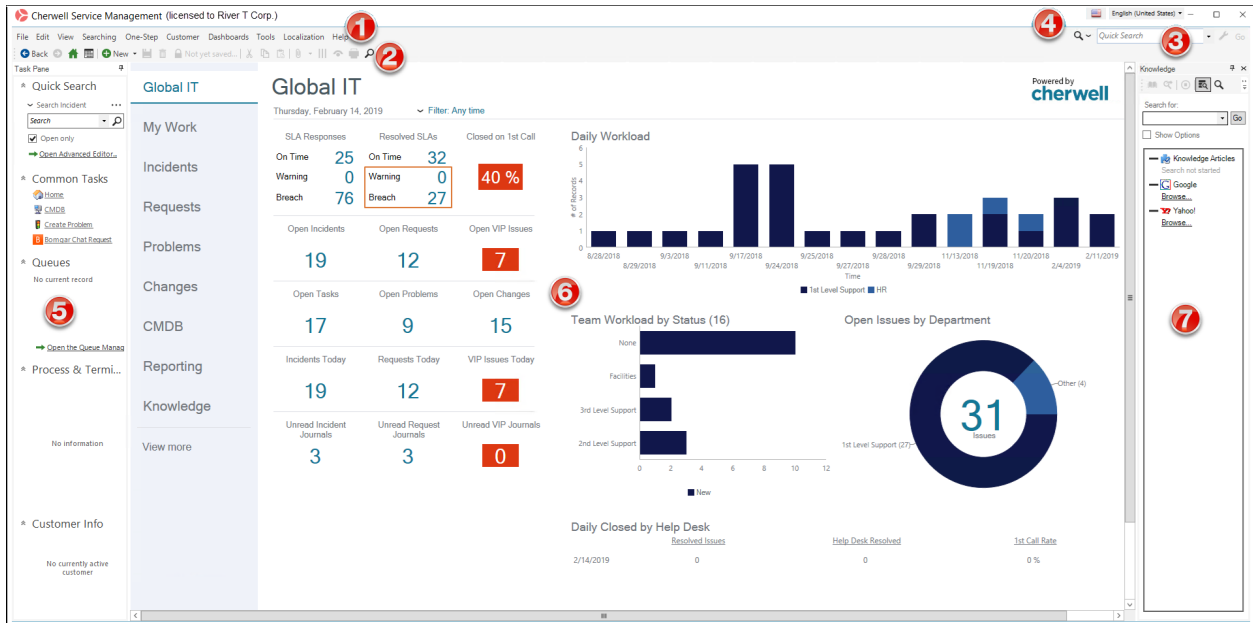 Cherwell Service Management (licensed to River T Corp.)
English (United States)
File Edit View Searching One-Step Customer Dashboards Tools Localization Help
1
4
Quick Search
3
Go
Back New Not yet saved...
2
Task Pane
Quick Search
Search Incident ...
Search
Open only
Open Advanced Editor..
Common Tasks
Home
CMDB
Create Problem
B Bomgar Chat Request
Queues
No current record
5
Open the Queue Manag
Process & Termi...
No information
Customer Info
No currently active
customer
Global IT
My Work
Incidents
Requests
Problems
Changes
CMDB
Reporting
Knowledge
View more
Global IT
Thursday, February 14, 2019 Filter: Any time
Powered by
cherwell
SLA Responses Resolved SLAs Closed on 1st Call
On Time 25 On Time 32
Warning 0 Warning 0 40 %
Breach 76 Breach 27
Open Incidents Open Requests Open VIP Issues
19 12 7
Open Tasks Open Problems Open Changes
17 9 15
Incidents Today Requests Today VIP Issues Today
19 12 7
Unread Incident Journals Unread Request Journals Unread VIP Journals
3 3 0
Daily Workload
# of Records
6
5
4
3
2
1
0
8/28/2018 9/3/2018 9/17/2018 9/25/2018 9/28/2018 11/13/2018 11/20/2018 2/11/2019
8/29/2018 9/11/2018 9/24/2018 9/27/2018 9/29/2018 11/19/2018 2/4/2019
Time
1st Level Support HR
6
Team Workload by Status (16)
None
Facilities
3rd Level Support
2nd Level Support
0 2 4 6 8 10 12
New
Open Issues by Department
Other (4)
31
Issues
1st Level Support (27)
Daily Closed by Help Desk
Resolved Issues Help Desk Resolved 1st Call Rate
2/14/2019 0 0 0 %
Knowledge
Search for:
Go
Show Options
Knowledge Articles
Search not started
G Google
Browse...
Y? Yahoo!
Browse...
7